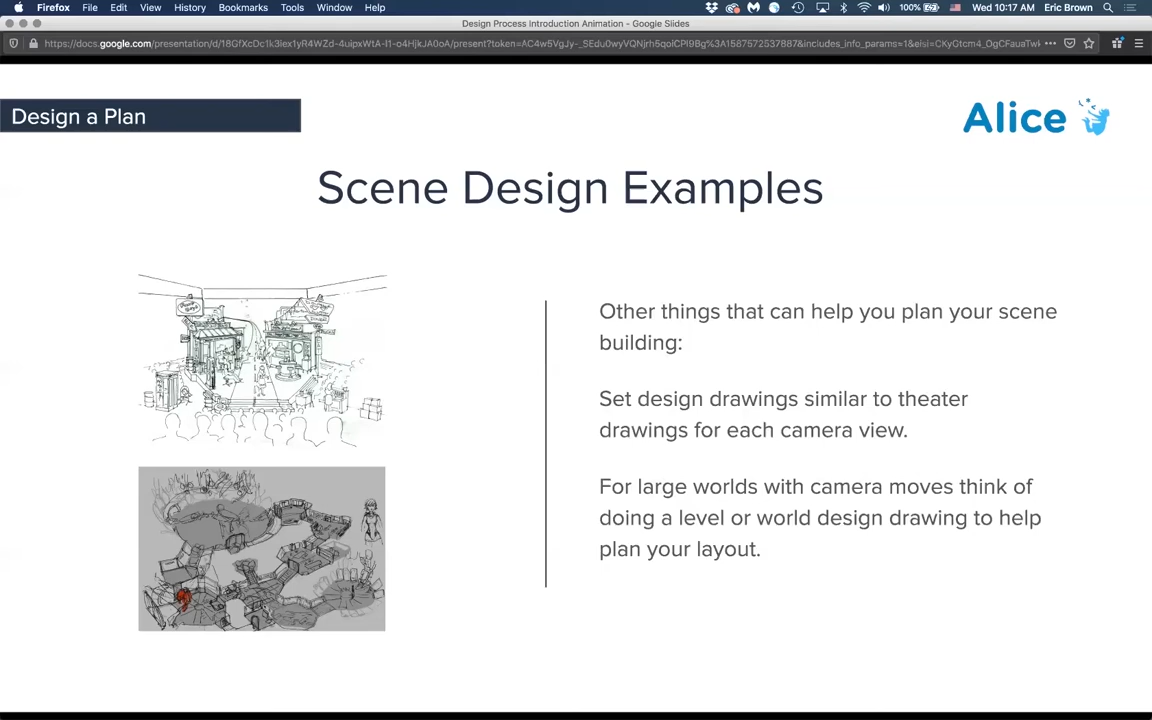 Firefox File Edit View History Bookmarks Tools Window Help 100% Wed 10:17 AM Eric Brown
Design Process Introduction Animation - Google Slides
Design a Plan
Alice
Scene Design Examples
Other things that can help you plan your scene
building:
Set design drawings similar to theater
drawings for each camera view.
For large worlds with camera moves think of
doing a level or world design drawing to help
plan your layout.